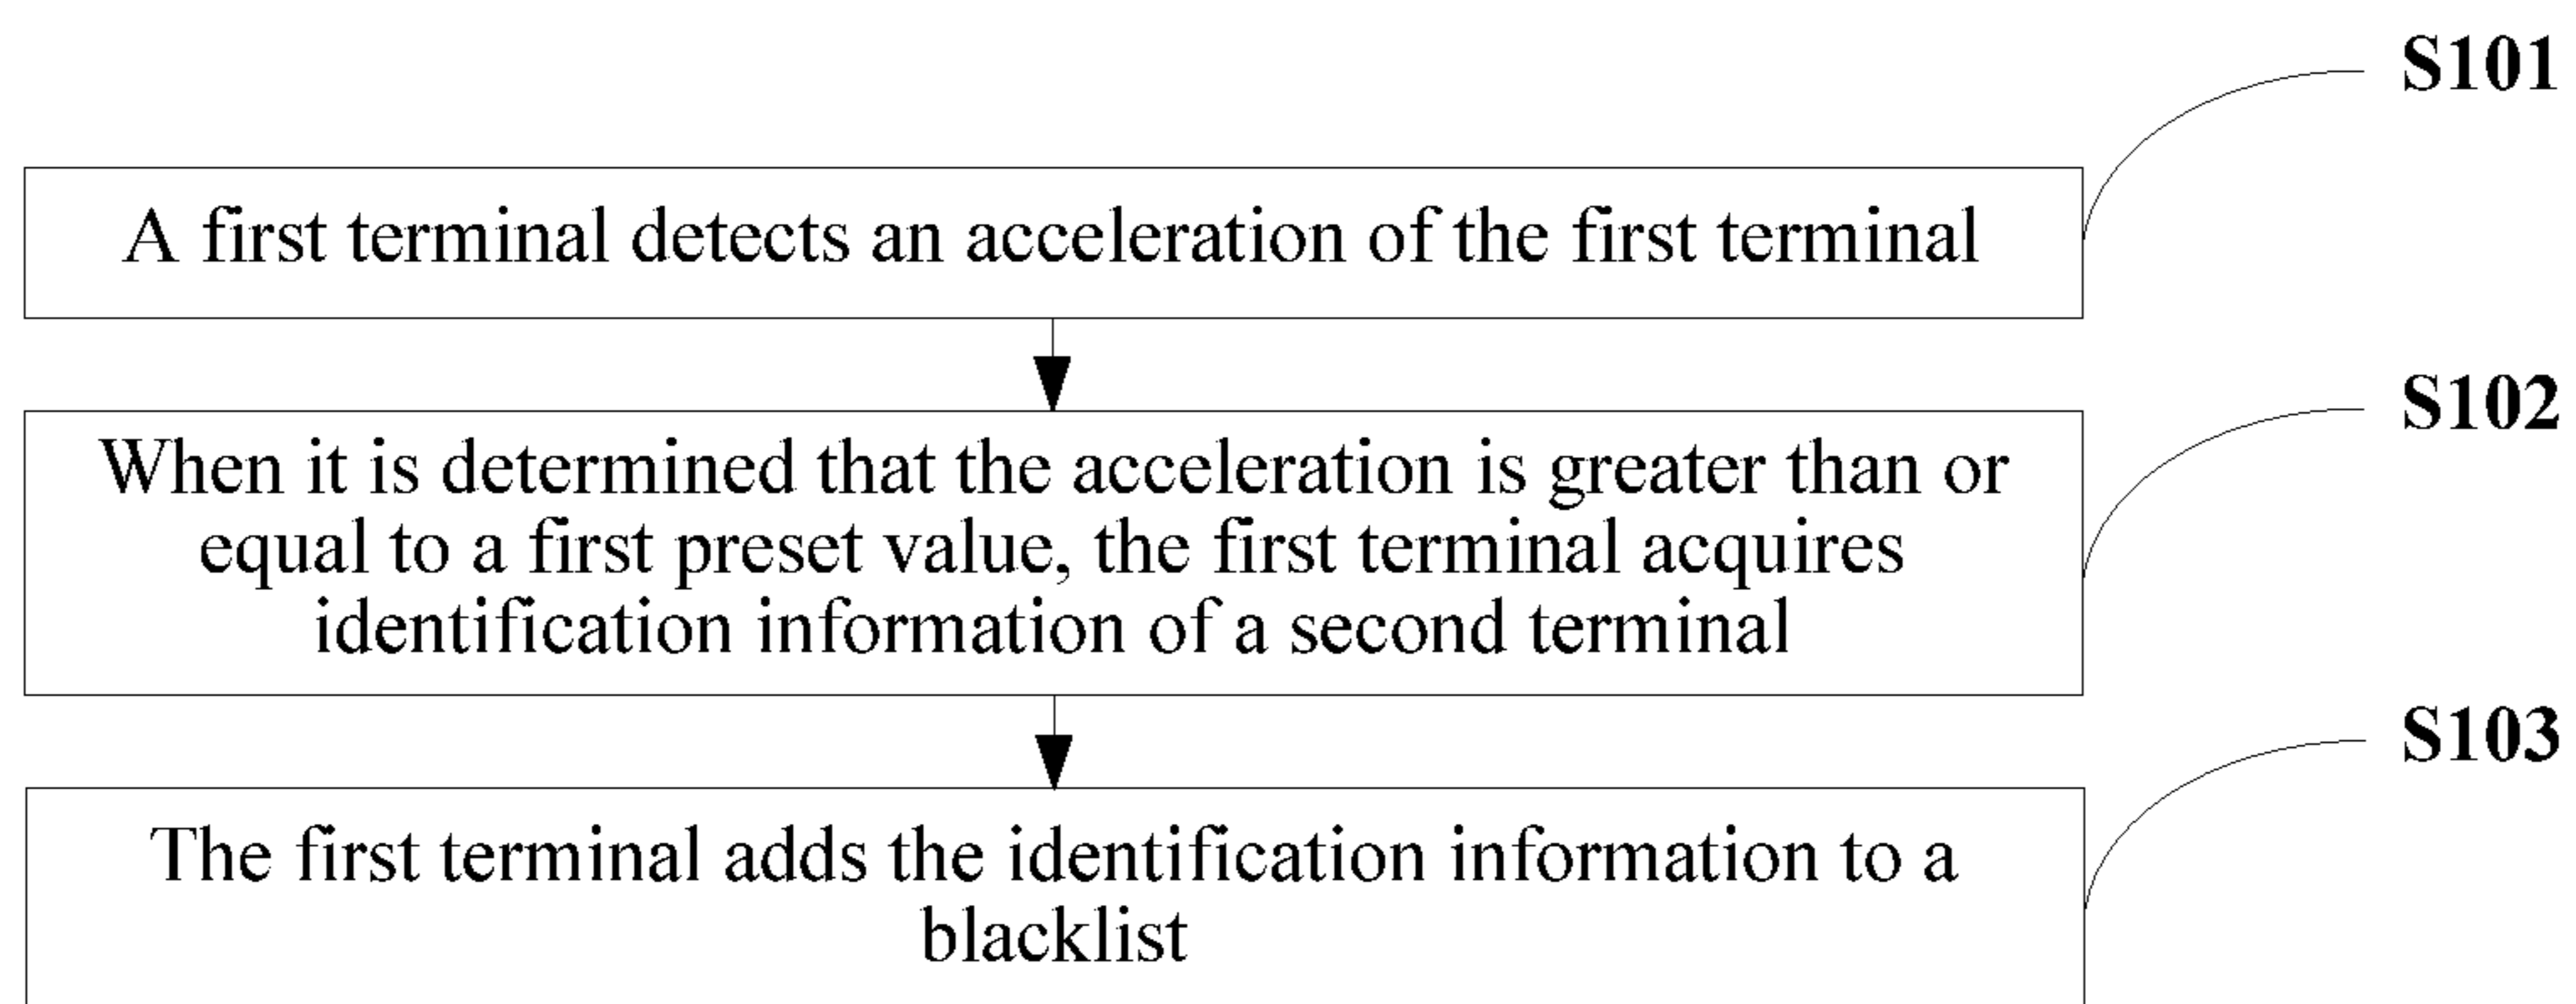 S101
A first terminal detects an acceleration of the first terminal
S102
When it is determined that the acceleration is greater than or
equal to a first preset value, the first terminal acquires
identification information of a second terminal
S103
The first terminal adds the identification information to a
blacklist